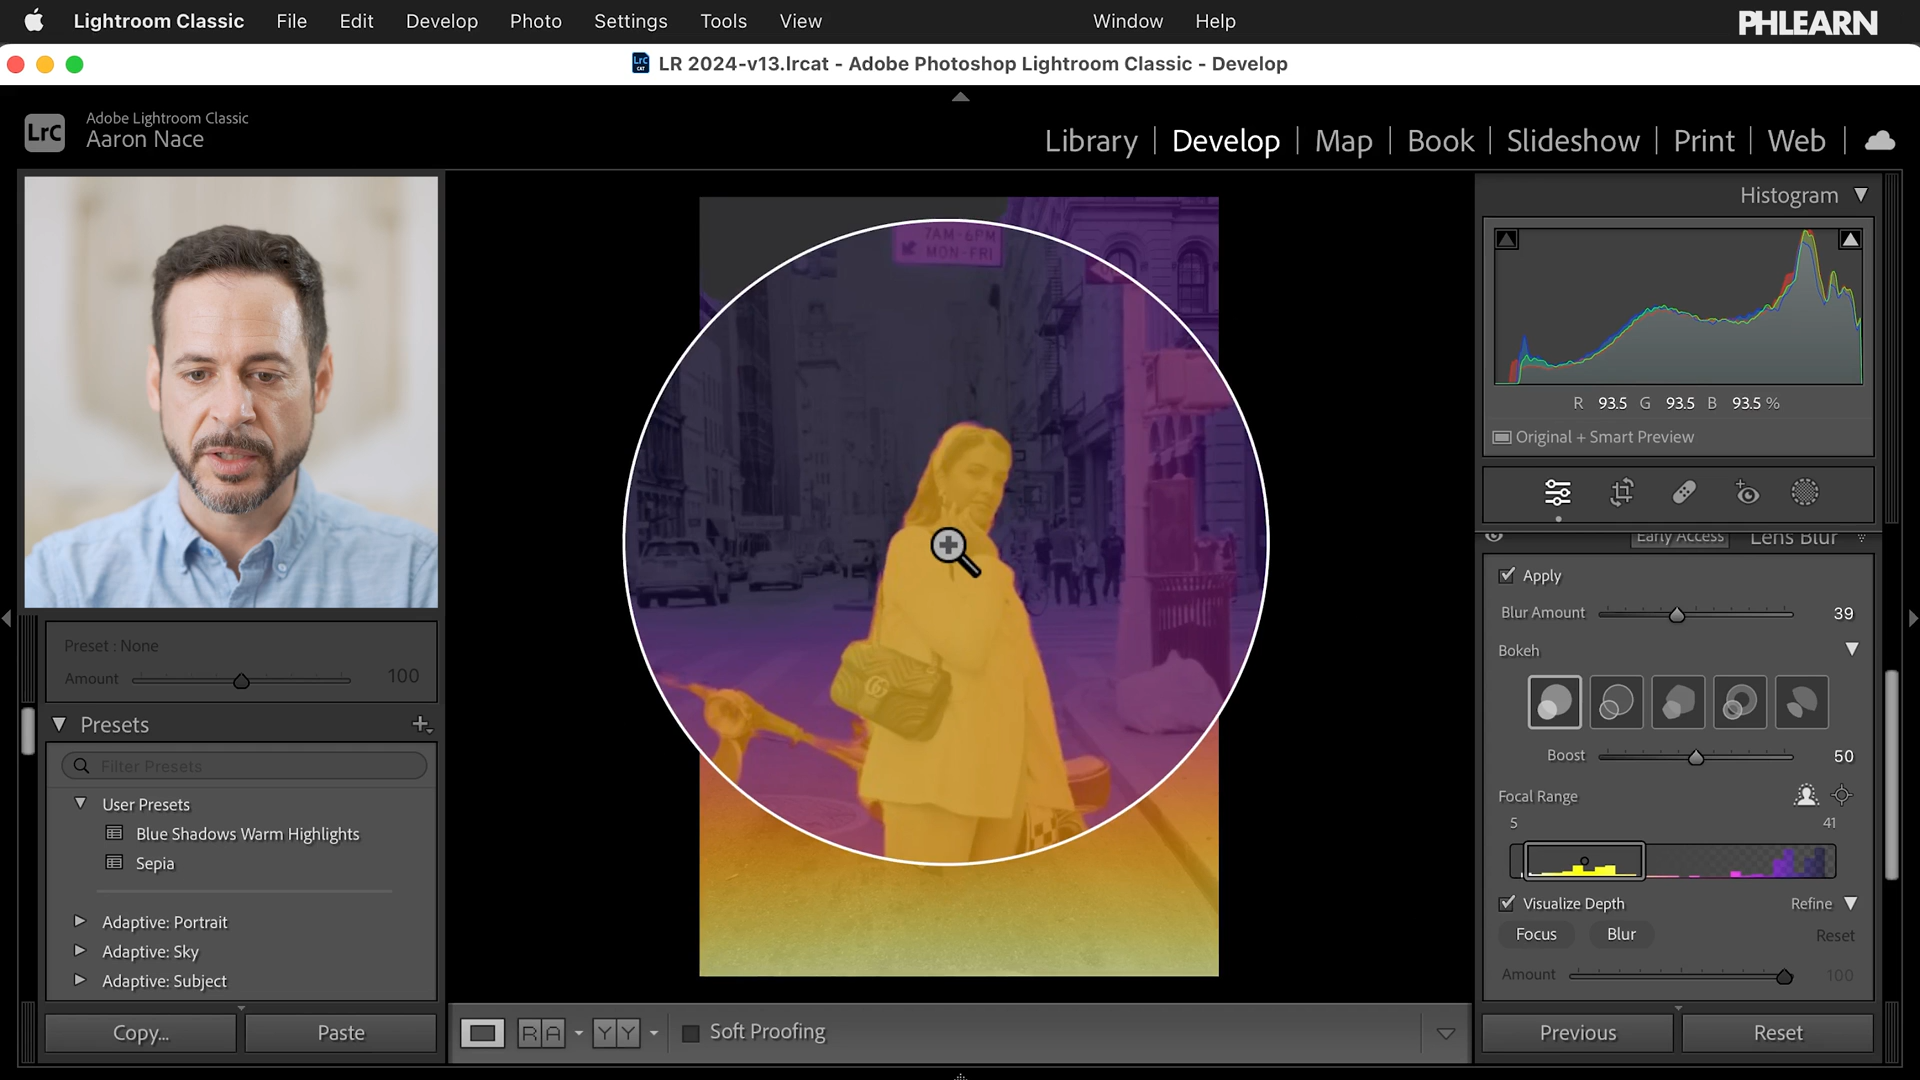 Lightroom Classic File Edit Develop Photo Settings Tools View Window Help
PHLEARN
LR 2024-v13.lrcat - Adobe Photoshop Lightroom Classic - Develop
LrC
Adobe Lightroom Classic
Aaron Nace
Library | Develop | Map | Book | Slideshow | Print | Web
Histogram
7AM-6PM
MON-FRI
R 93.5 G 93.5 B 93.5 %
Original + Smart Preview
Early Access Lens Blur
Apply
Blur Amount 39
Bokeh
Boost 50
Focal Range
5 41
Visualize Depth Refine
Focus Blur Reset
Amount 100
Previous Reset
Preset : None
Amount 100
Presets
Filter Presets
User Presets
Blue Shadows Warm Highlights
Sepia
Adaptive: Portrait
Adaptive: Sky
Adaptive: Subject
Copy... Paste
R A Y Y Soft Proofing